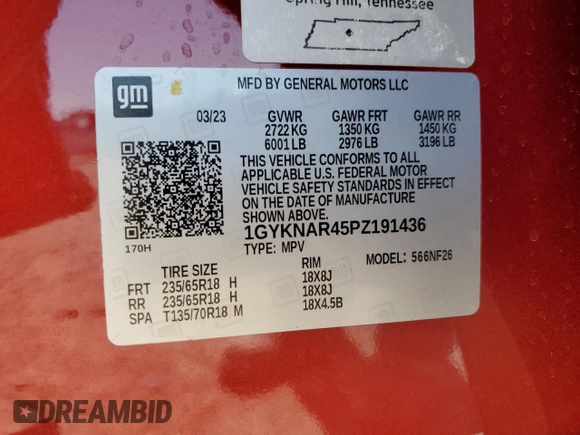 Spring Hill, Tennessee
gm
MFD BY GENERAL MOTORS LLC
03/23 GVWR GAWR FRT GAWR RR
2722 KG 1350 KG 1450 KG
6001 LB 2976 LB 3196 LB
THIS VEHICLE CONFORMS TO ALL
APPLICABLE U.S. FEDERAL MOTOR
VEHICLE SAFETY STANDARDS IN EFFECT
ON THE DATE OF MANUFACTURE
SHOWN ABOVE.
170H
1GYKNAR45PZ191436
TYPE: MPV MODEL: 566NF26
TIRE SIZE RIM
FRT 235/65R18 H 18X8J
RR 235/65R18 H 18X8J
SPA T135/70R18 M 18X4.5B
DREAMBID